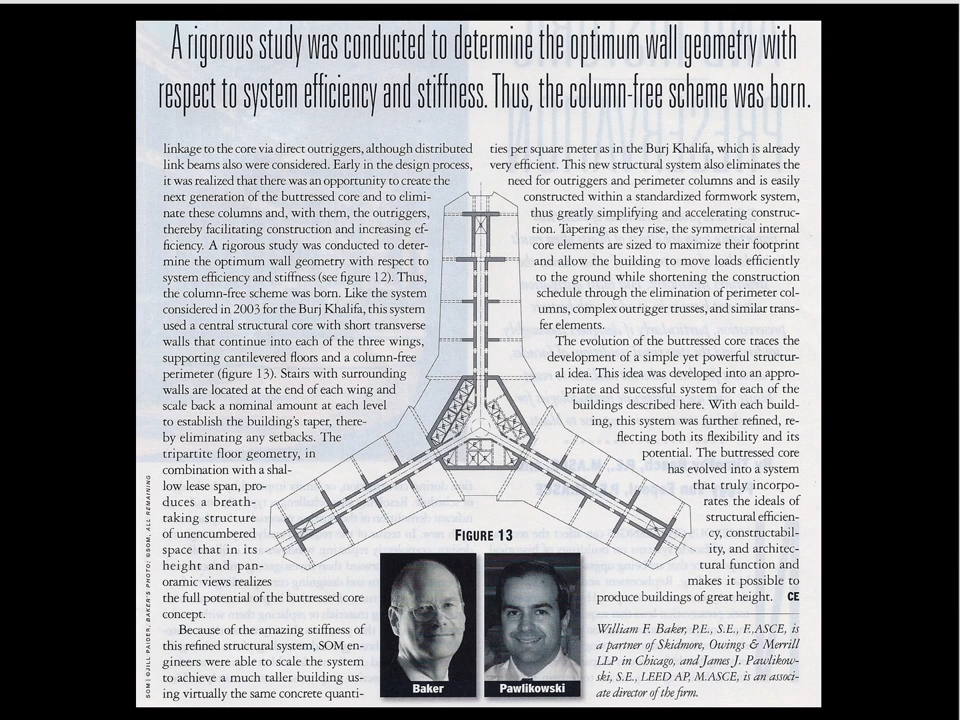 A rigorous study was conducted to determine the optimum wall geometry with
respect to system efficiency and stiffness. Thus, the column-free scheme was born.
linkage to the core via direct outriggers, although distributed
link beams also were considered. Early in the design process,
it was realized that there was an opportunity to create the
next generation of the buttressed core and to elimi-
nate these columns and, with them, the outriggers,
thereby facilitating construction and increasing ef-
ficiency. A rigorous study was conducted to deter-
mine the optimum wall geometry with respect to
system efficiency and stiffness (see figure 12). Thus,
the column-free scheme was born. Like the system
considered in 2003 for the Burj Khalifa, this system
used a central structural core with short transverse
walls that continue into each of the three wings,
supporting cantilevered floors and a column-free
perimeter (figure 13). Stairs with surrounding
walls are located at the end of each wing and
scale back a nominal amount at each level
to establish the building's taper, there-
by eliminating any setbacks. The
tripartite floor geometry, in
combination with a shal-
low lease span, pro-
duces a breath-
taking structure
of unencumbered
space that in its
height and pan-
oramic views realizes
the full potential of the buttressed core
concept.
Because of the amazing stiffness of
this refined structural system, SOM en-
gineers were able to scale the system
to achieve a much taller building us-
ing virtually the same concrete quanti-
ties per square meter as in the Burj Khalifa, which is already
very efficient. This new structural system also eliminates the
need for outriggers and perimeter columns and is easily
constructed within a standardized formwork system,
thus greatly simplifying and accelerating construc-
tion. Tapering as they rise, the symmetrical internal
core elements are sized to maximize their footprint
and allow the building to move loads efficiently
to the ground while shortening the construction
schedule through the elimination of perimeter col-
umns, complex outrigger trusses, and similar trans-
fer elements.
The evolution of the buttressed core traces the
development of a simple yet powerful structur-
al idea. This idea was developed into an appro-
priate and successful system for each of the
buildings described here. With each build-
ing, this system was further refined, re-
flecting both its flexibility and its
potential. The buttressed core
has evolved into a system
that truly incorpo-
rates the ideals of
structural efficien-
cy, constructabil-
ity, and architec-
tural function and
makes it possible to
produce buildings of great height. CE
William F. Baker, P.E., S.E., F.ASCE, is
a partner of Skidmore, Owings & Merrill
LLP in Chicago, and James J. Pawlikow-
ski, S.E., LEED AP, M.ASCE, is an associ-
ate director of the firm.
FIGURE 13
Baker
Pawlikowski
SOM | ©JILL PAIDER, BAKER'S PHOTO; ©SOM, ALL REMAINING